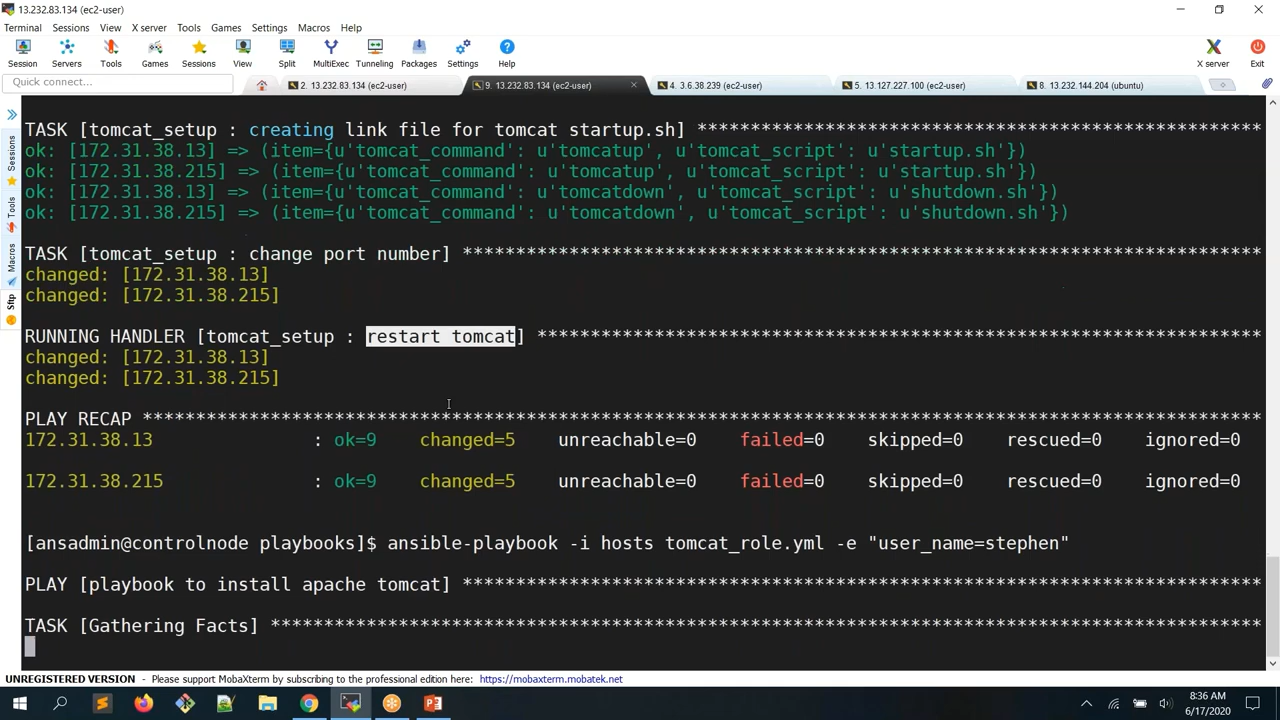 13.232.83.134 (ec2-user)
Terminal Sessions View X server Tools Games Settings Macros Help
Session Servers Tools Games Sessions View Split MultiExec Tunneling Packages Settings Help X server Exit
Quick connect...
2. 13.232.83.134 (ec2-user) 9. 13.232.83.134 (ec2-user) 4. 3.6.38.239 (ec2-user) 5. 13.127.227.100 (ec2-user) 8. 13.232.144.204 (ubuntu)
Sessions
Tools
Macros
Sftp
TASK [tomcat_setup : creating link file for tomcat startup.sh] *****************************************************
ok: [172.31.38.13] => (item={u'tomcat_command': u'tomcatup', u'tomcat_script': u'startup.sh'})
ok: [172.31.38.215] => (item={u'tomcat_command': u'tomcatup', u'tomcat_script': u'startup.sh'})
ok: [172.31.38.13] => (item={u'tomcat_command': u'tomcatdown', u'tomcat_script': u'shutdown.sh'})
ok: [172.31.38.215] => (item={u'tomcat_command': u'tomcatdown', u'tomcat_script': u'shutdown.sh'})
TASK [tomcat_setup : change port number] ***************************************************************************
changed: [172.31.38.13]
changed: [172.31.38.215]
RUNNING HANDLER [tomcat_setup : restart tomcat] ********************************************************************
changed: [172.31.38.13]
changed: [172.31.38.215]
PLAY RECAP *********************************************************************************************************
172.31.38.13 : ok=9 changed=5 unreachable=0 failed=0 skipped=0 rescued=0 ignored=0
172.31.38.215 : ok=9 changed=5 unreachable=0 failed=0 skipped=0 rescued=0 ignored=0
[ansadmin@controlnode playbooks]$ ansible-playbook -i hosts tomcat_role.yml -e "user_name=stephen"
PLAY [playbook to install apache tomcat] ***************************************************************************
TASK [Gathering Facts] *********************************************************************************************
UNREGISTERED VERSION - Please support MobaXterm by subscribing to the professional edition here: https://mobaxterm.mobatek.net
8:36 AM
6/17/2020